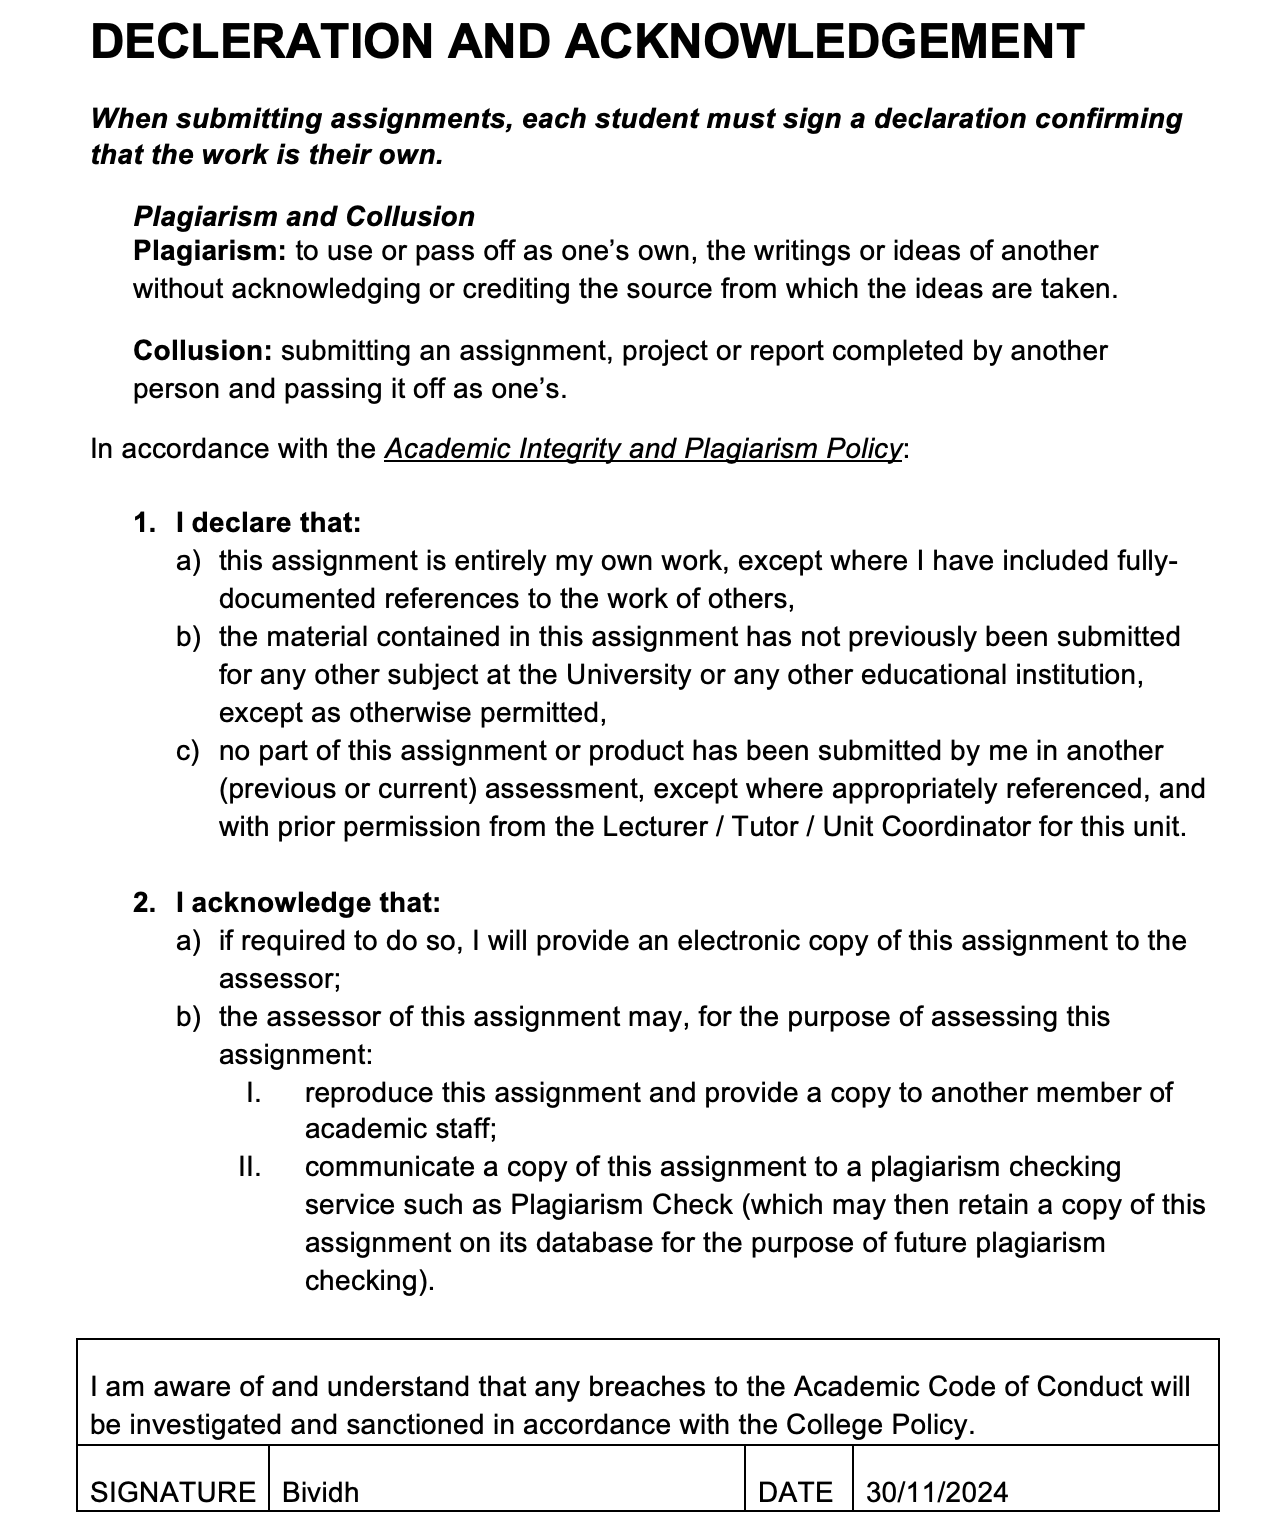 DECLERATION AND ACKNOWLEDGEMENT
When submitting assignments, each student must sign a declaration confirming
that the work is their own.
Plagiarism and Collusion
Plagiarism: to use or pass off as one’s own, the writings or ideas of another
without acknowledging or crediting the source from which the ideas are taken.
Collusion: submitting an assignment, project or report completed by another
person and passing it off as one’s.
In accordance with the Academic Integrity and Plagiarism Policy:
1. I declare that:
a) this assignment is entirely my own work, except where I have included fully-
documented references to the work of others,
b) the material contained in this assignment has not previously been submitted
for any other subject at the University or any other educational institution,
except as otherwise permitted,
c) no part of this assignment or product has been submitted by me in another
(previous or current) assessment, except where appropriately referenced, and
with prior permission from the Lecturer / Tutor / Unit Coordinator for this unit.
2. I acknowledge that:
a) if required to do so, I will provide an electronic copy of this assignment to the
assessor;
b) the assessor of this assignment may, for the purpose of assessing this
assignment:
I. reproduce this assignment and provide a copy to another member of
academic staff;
II. communicate a copy of this assignment to a plagiarism checking
service such as Plagiarism Check (which may then retain a copy of this
assignment on its database for the purpose of future plagiarism
checking).
I am aware of and understand that any breaches to the Academic Code of Conduct will
be investigated and sanctioned in accordance with the College Policy.
SIGNATURE Bividh DATE 30/11/2024